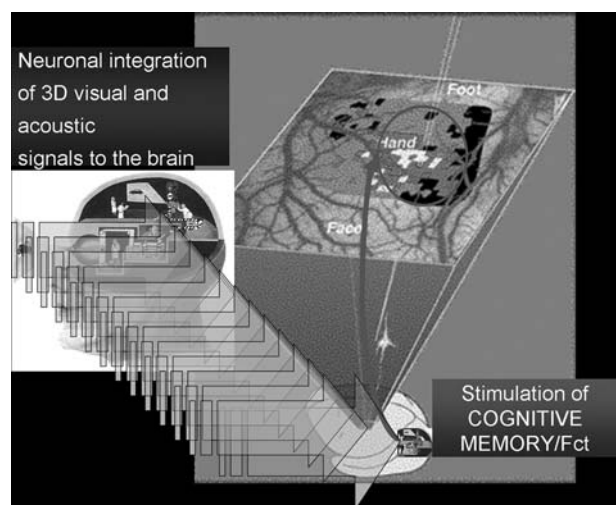 Neuronal integration
of 3D visual and
acoustic
signals to the brain
Foot
Hand
Face
Stimulation of
COGNITIVE
MEMORY/Fct